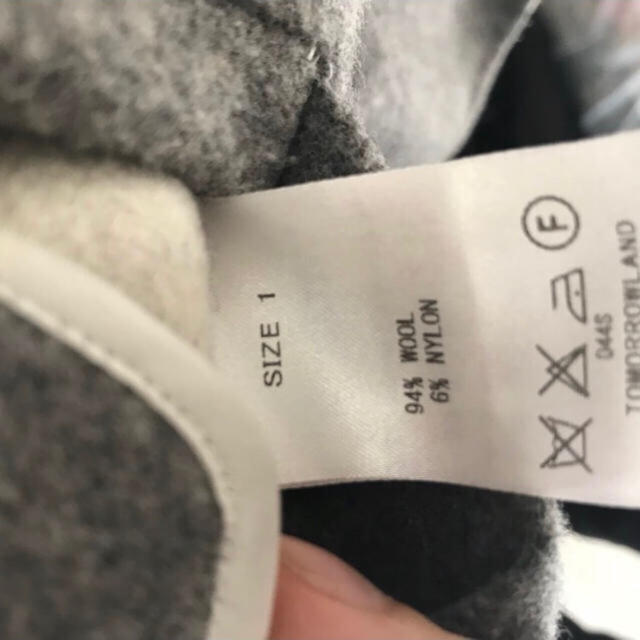 SIZE 1
94% WOOL
6% NYLON
F
044S
TOMORROWLAND